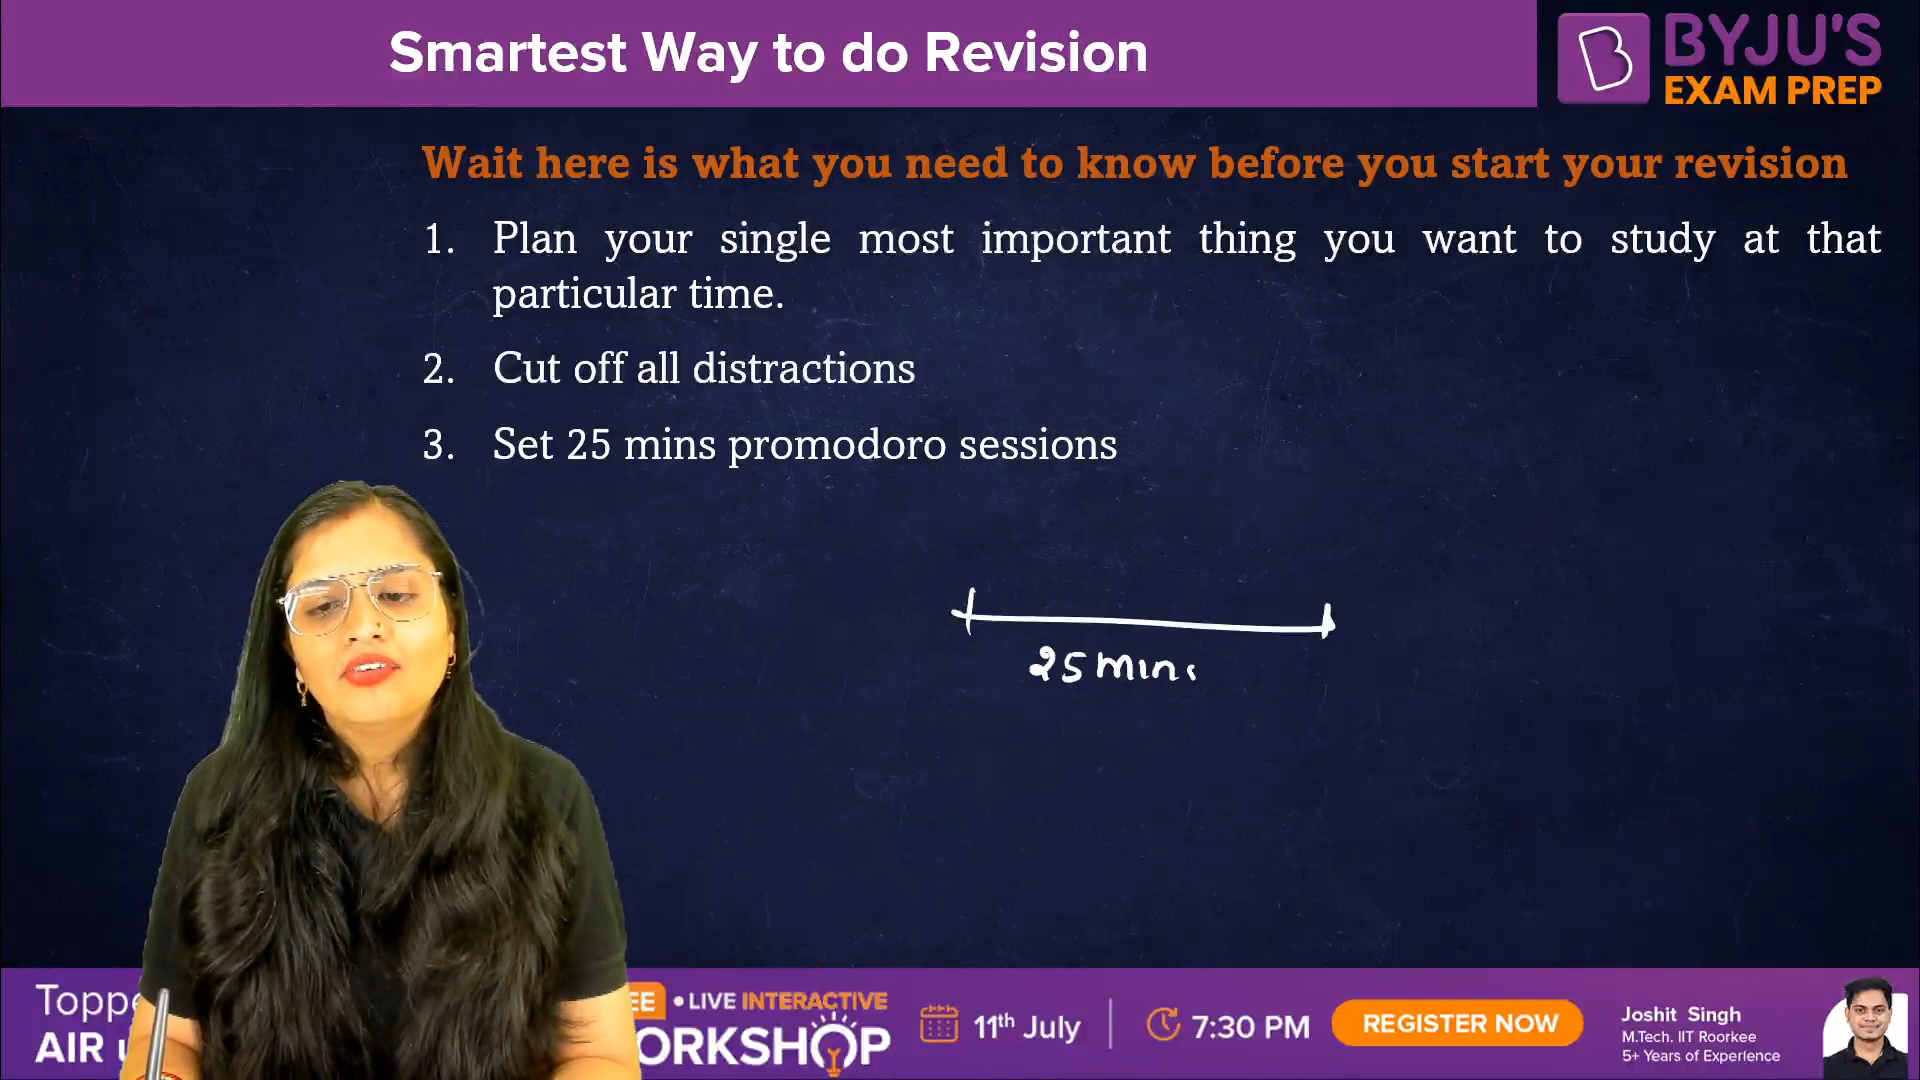 Smartest Way to do Revision
BYJU'S
EXAM PREP
Wait here is what you need to know before you start your revision
1. Plan your single most important thing you want to study at that
particular time.
2. Cut off all distractions
3. Set 25 mins promodoro sessions
25 mins
AIR
• LIVE INTERACTIVE
11th July
7:30 PM
REGISTER NOW
Joshit Singh
M.Tech. IIT Roorkee
5+ Years of Experience